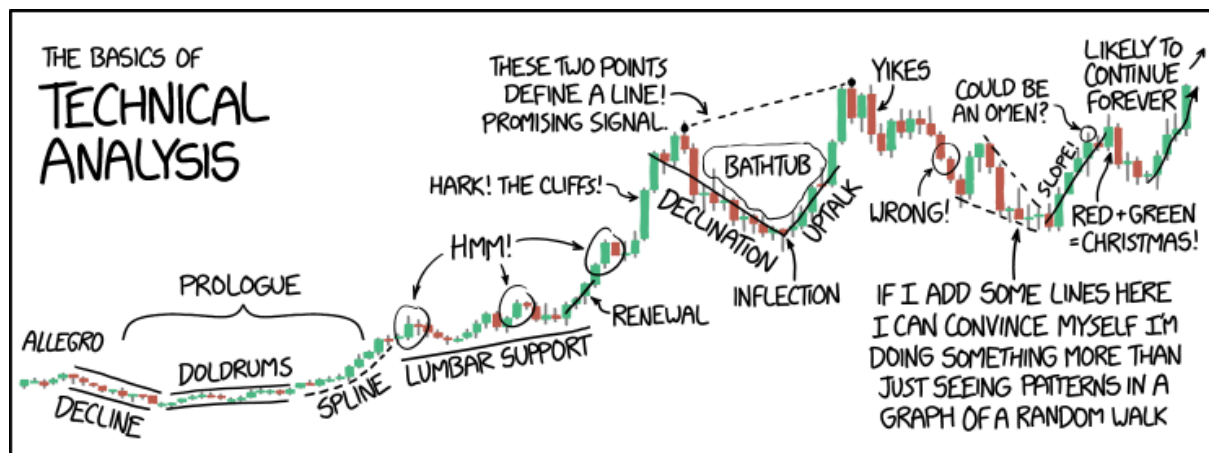 THE BASICS OF
TECHNICAL
ANALYSIS
ALLEGRO
DECLINE
PROLOGUE
DOLDRUMS
SPLINE
HMM!
LUMBAR SUPPORT
RENEWAL
HARK! THE CLIFFS!
THESE TWO POINTS
DEFINE A LINE!
PROMISING SIGNAL
BATHTUB
DECLINATION
UPTALK
INFLECTION
YIKES
WRONG!
COULD BE
AN OMEN?
SLOPE!
LIKELY TO
CONTINUE
FOREVER
RED + GREEN
= CHRISTMAS!
IF I ADD SOME LINES HERE
I CAN CONVINCE MYSELF I'M
DOING SOMETHING MORE THAN
JUST SEEING PATTERNS IN A
GRAPH OF A RANDOM WALK